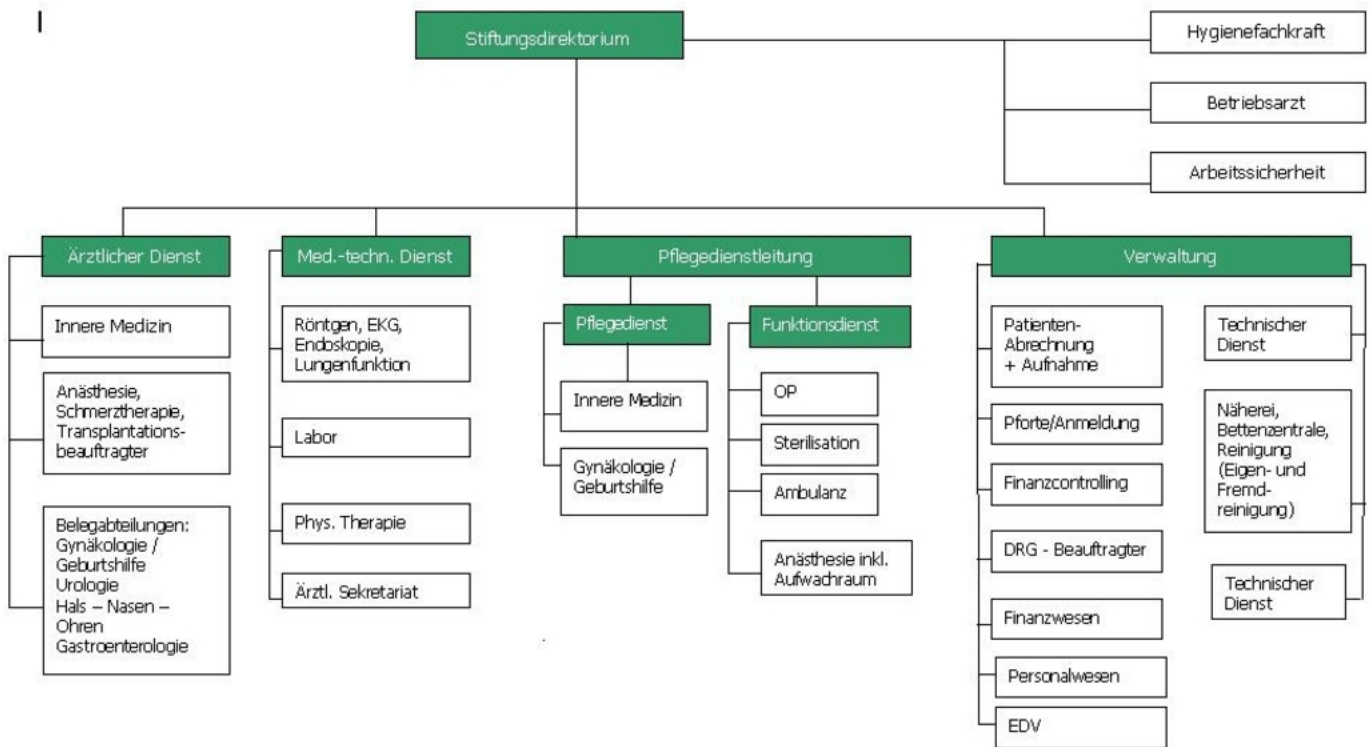 Stiftungsdirektorium
Hygienefachkraft
Betriebsarzt
Arbeitssicherheit
Ärztlicher Dienst
Innere Medizin
Anästhesie,
Schmerztherapie,
Transplantations-
beauftragter
Belegabteilungen:
Gynäkologie /
Geburtshilfe
Urologie
Hals – Nasen –
Ohren
Gastroenterologie
Med.-techn. Dienst
Röntgen, EKG,
Endoskopie,
Lungenfunktion
Labor
Phys. Therapie
Ärztl. Sekretariat
Pflegedienstleitung
Pflegedienst
Innere Medizin
Gynäkologie /
Geburtshilfe
Funktionsdienst
OP
Sterilisation
Ambulanz
Anästhesie inkl.
Aufwachraum
Verwaltung
Patienten-
Abrechnung
+ Aufnahme
Pforte/Anmeldung
Finanzcontrolling
DRG - Beauftragter
Finanzwesen
Personalwesen
EDV
Technischer
Dienst
Näherei,
Bettenzentrale,
Reinigung
(Eigen- und
Fremd-
reinigung)
Technischer
Dienst